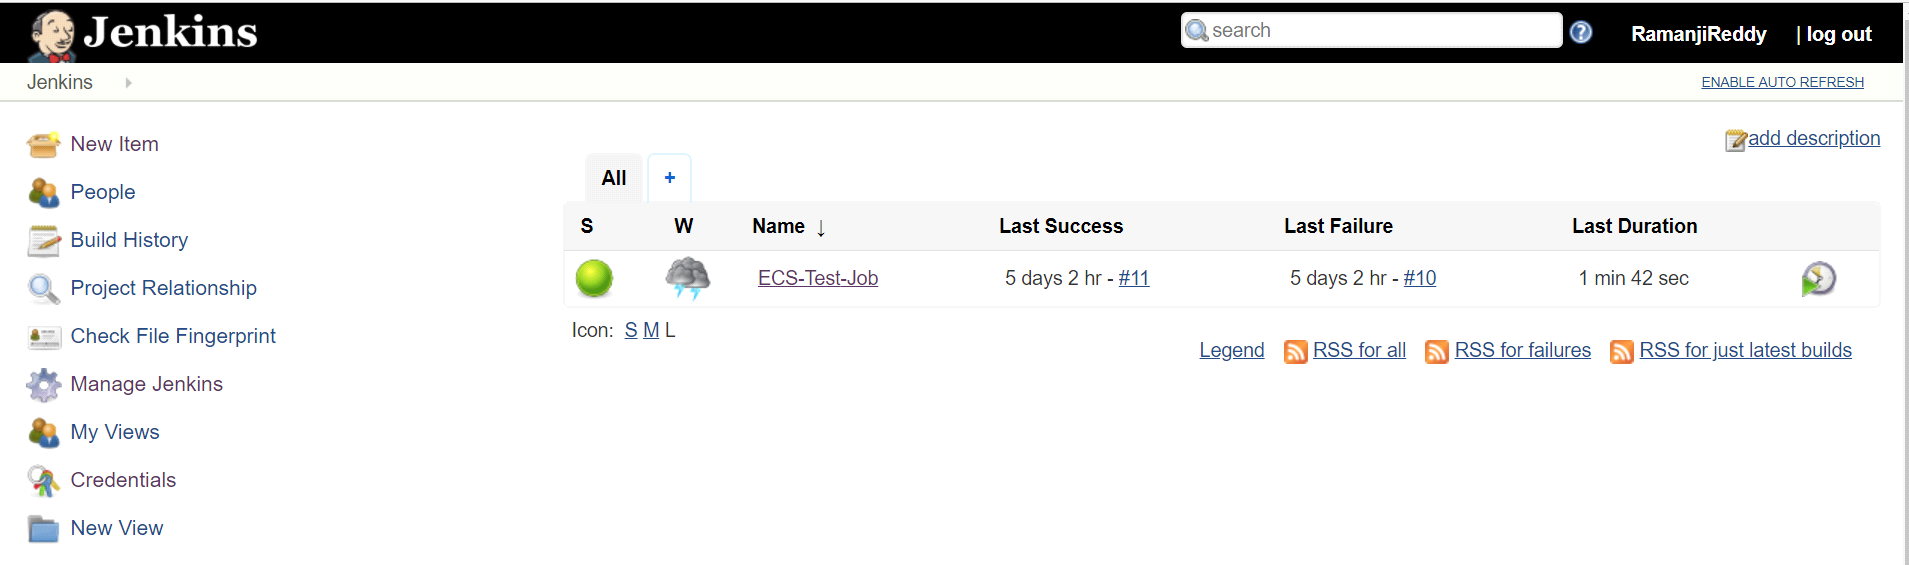 Jenkins
search
RamanjiReddy | log out
Jenkins
ENABLE AUTO REFRESH
New Item
People
Build History
Project Relationship
Check File Fingerprint
Manage Jenkins
My Views
Credentials
New View
add description
All +
S W Name ↓ Last Success Last Failure Last Duration
ECS-Test-Job 5 days 2 hr - #11 5 days 2 hr - #10 1 min 42 sec
Icon: S M L
Legend RSS for all RSS for failures RSS for just latest builds